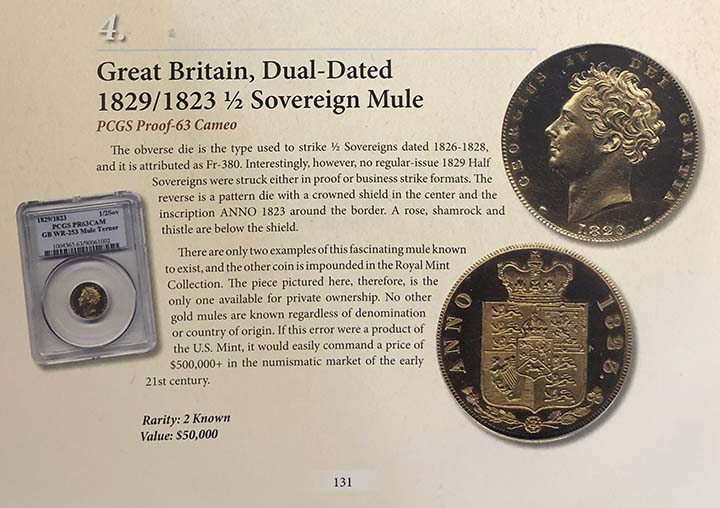 4.
Great Britain, Dual-Dated
1829/1823 ½ Sovereign Mule
PCGS Proof-63 Cameo
The obverse die is the type used to strike ½ Sovereigns dated 1826-1828,
and it is attributed as Fr-380. Interestingly, however, no regular-issue 1829 Half
Sovereigns were struck either in proof or business strike formats. The
reverse is a pattern die with a crowned shield in the center and the
inscription ANNO 1823 around the border. A rose, shamrock and
thistle are below the shield.
There are only two examples of this fascinating mule known
to exist, and the other coin is impounded in the Royal Mint
Collection. The piece pictured here, therefore, is the
only one available for private ownership. No other
gold mules are known regardless of denomination
or country of origin. If this error were a product of
the U.S. Mint, it would easily command a price of
$500,000+ in the numismatic market of the early
21st century.
Rarity: 2 Known
Value: $50,000
1829/1823 1/2Sov
PCGS PR63CAM
GB WR-253 Mule Terner
1004365.63/90061002
GEORGIUS IV DEI GRATIA
1829
ANNO 1823.
131